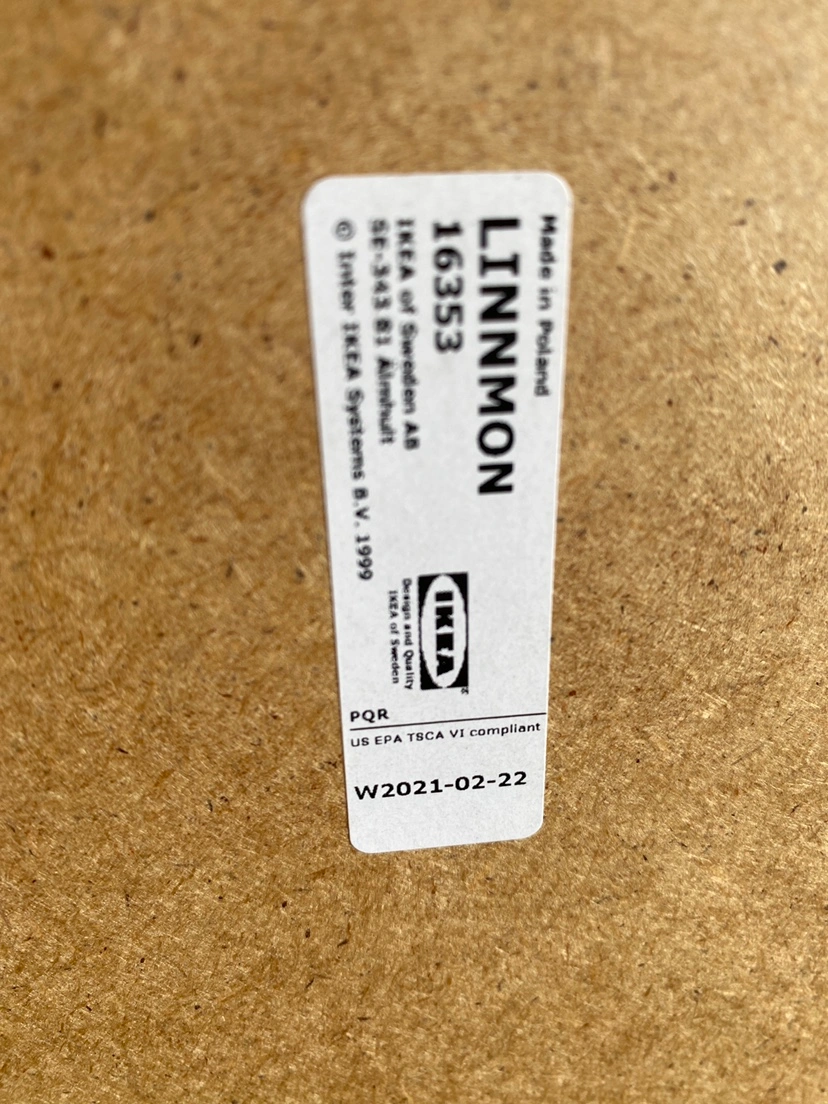 Made in Poland
LINNMON
16353
IKEA of Sweden AB
SE-343 81 Älmhult
© Inter IKEA Systems B.V. 1999
IKEA®
Design and Quality
IKEA of Sweden
PQR
US EPA TSCA VI compliant
W2021-02-22